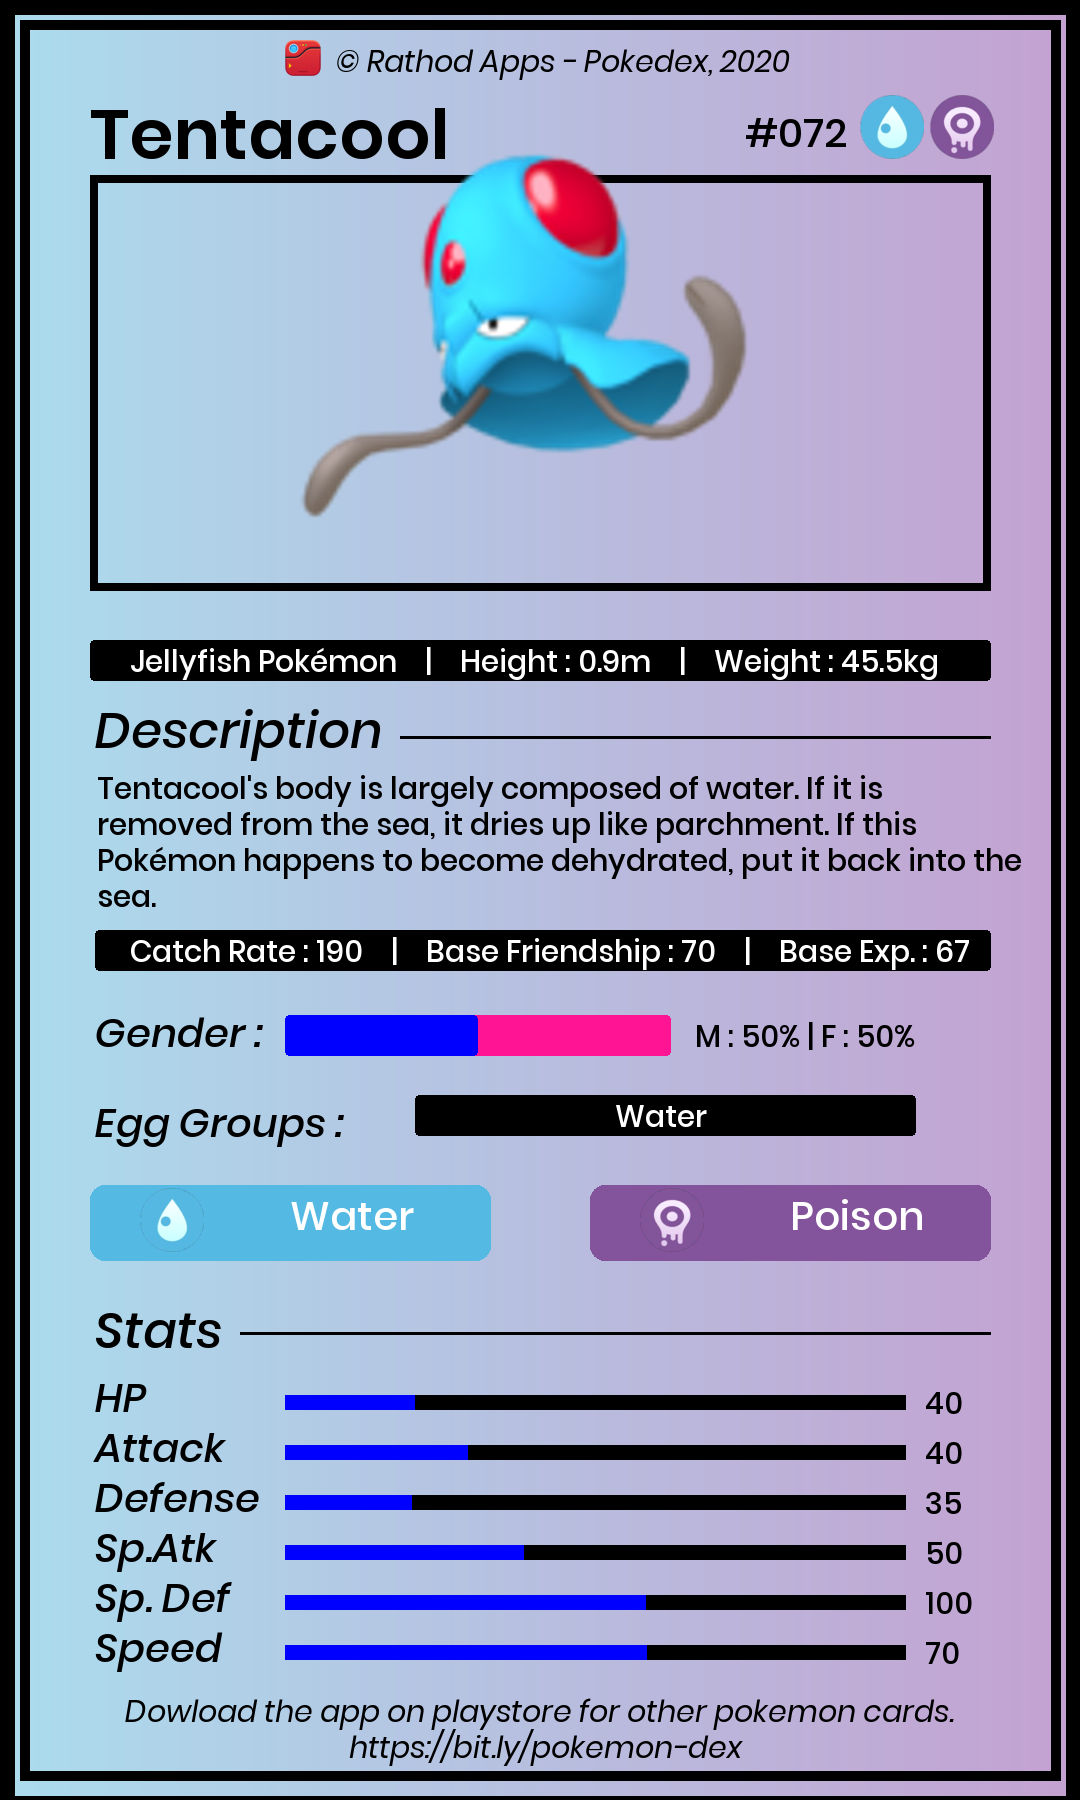 © Rathod Apps - Pokedex, 2020
Tentacool #072
Jellyfish Pokémon | Height : 0.9m | Weight : 45.5kg
Description
Tentacool's body is largely composed of water. If it is
removed from the sea, it dries up like parchment. If this
Pokémon happens to become dehydrated, put it back into the
sea.
Catch Rate : 190 | Base Friendship : 70 | Base Exp. : 67
Gender : M : 50% | F : 50%
Egg Groups : Water
Water Poison
Stats
HP 40
Attack 40
Defense 35
Sp.Atk 50
Sp. Def 100
Speed 70
Dowload the app on playstore for other pokemon cards.
https://bit.ly/pokemon-dex